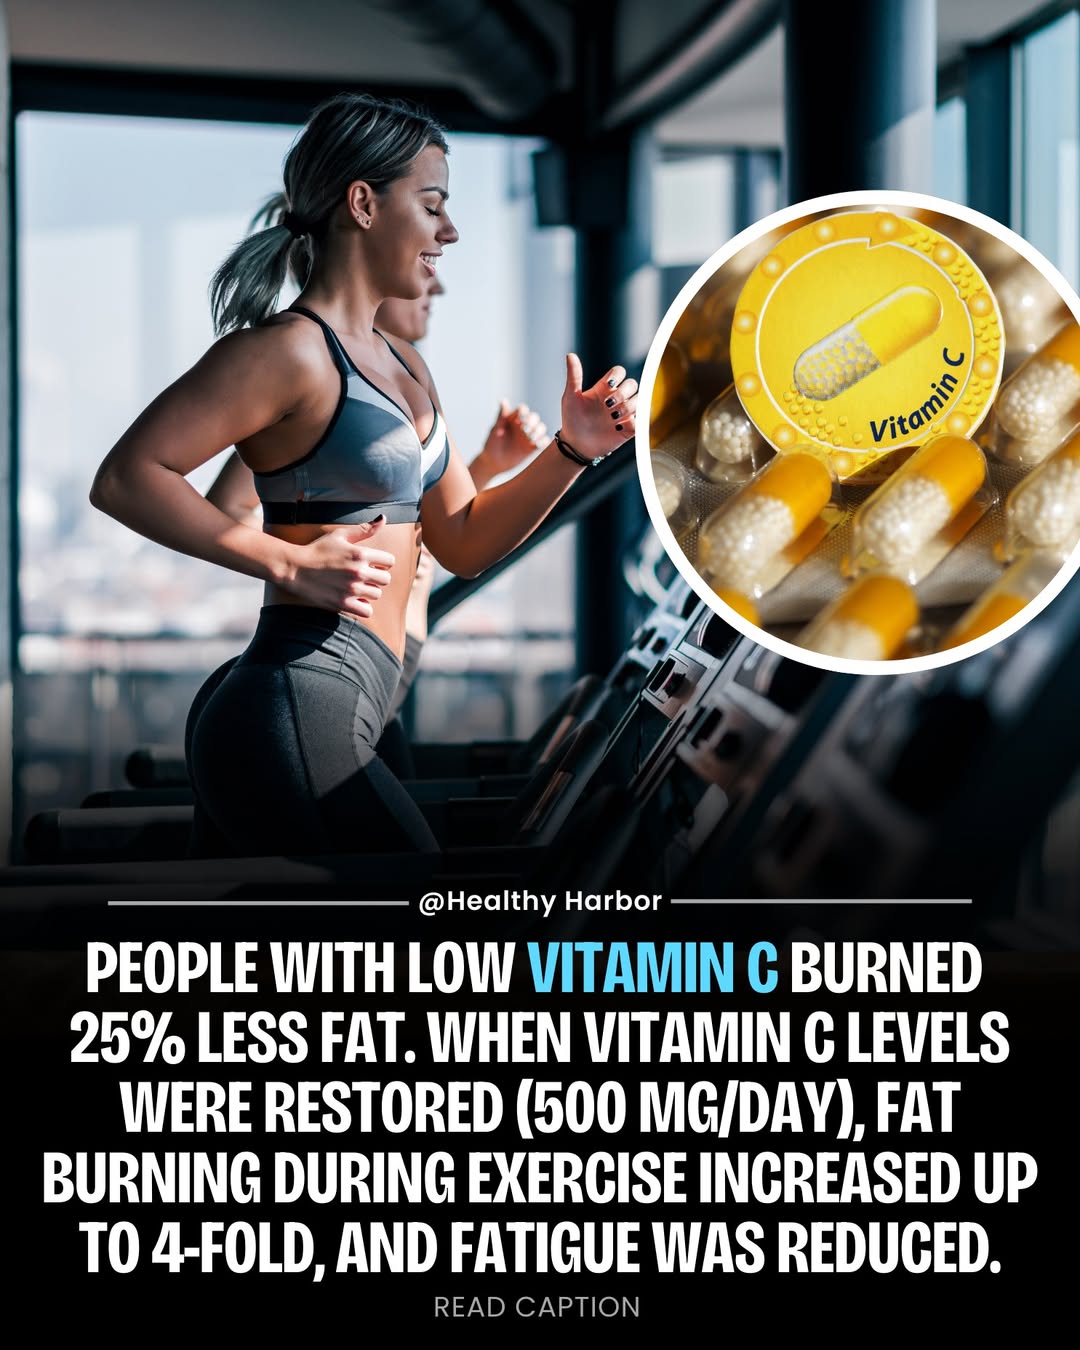 Vitamin C
@Healthy Harbor
PEOPLE WITH LOW VITAMIN C BURNED
25% LESS FAT. WHEN VITAMIN C LEVELS
WERE RESTORED (500 MG/DAY), FAT
BURNING DURING EXERCISE INCREASED UP
TO 4-FOLD, AND FATIGUE WAS REDUCED.
READ CAPTION